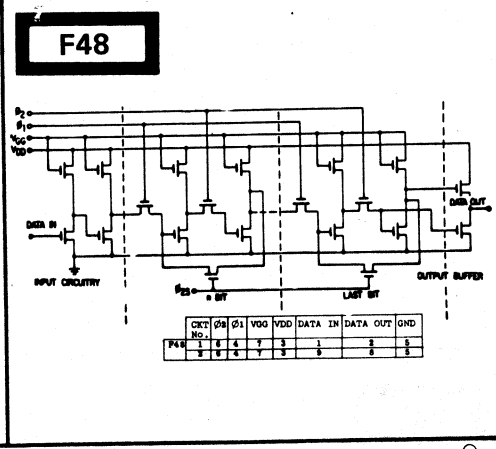 F48
Ø2
Ø1
VGG
VDD
DATA IN
DATA OUT
INPUT CIRCUITRY
Ø2S
n BIT
LAST BIT
OUTPUT BUFFER
CKT No. Ø2 Ø1 VGG VDD DATA IN DATA OUT GND
F48 1 6 4 7 3 1 2 5
2 6 4 7 3 9 8 5